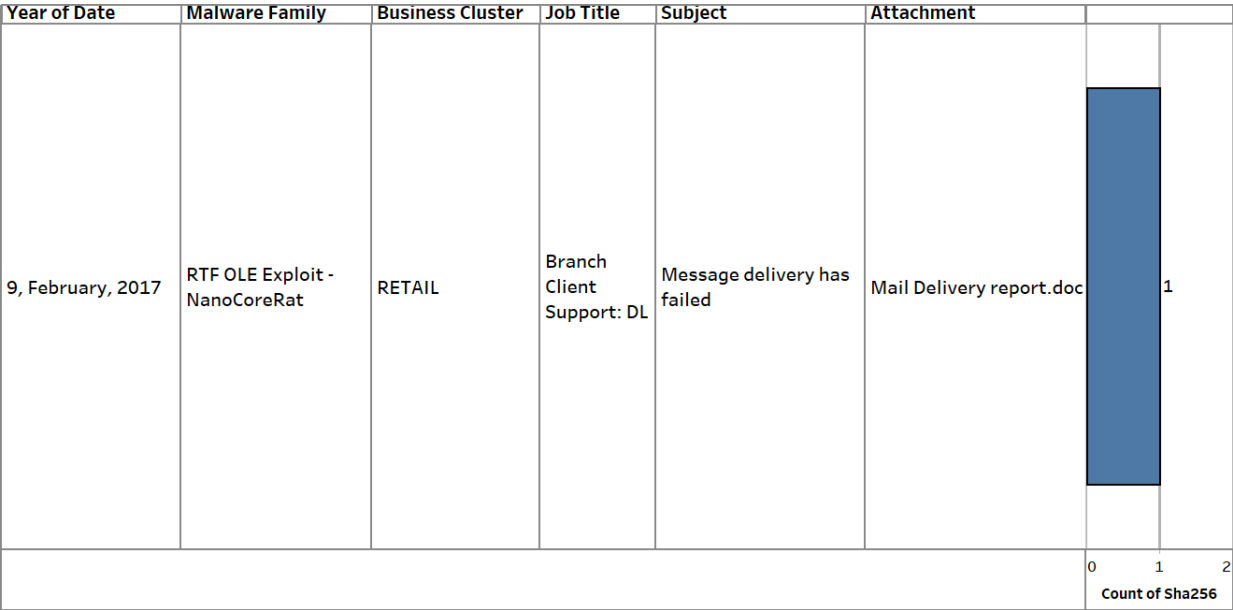 Year of Date Malware Family Business Cluster Job Title Subject Attachment
9, February, 2017
RTF OLE Exploit -
NanoCoreRat
RETAIL
Branch
Client
Support: DL
Message delivery has
failed
Mail Delivery report.doc
1
0 1 2
Count of Sha256